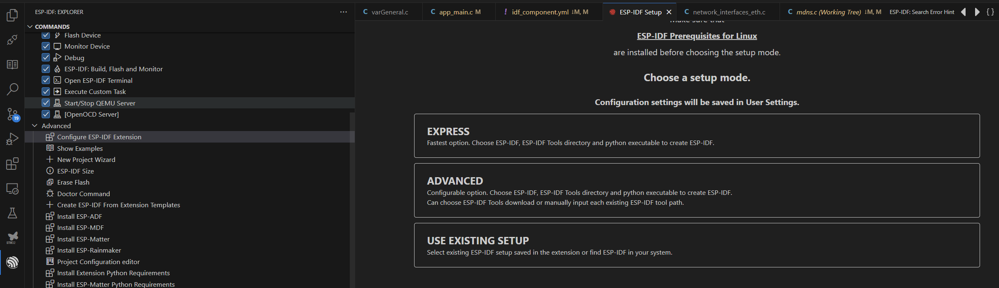 ESP-IDF: EXPLORER
COMMANDS
Flash Device
Monitor Device
Debug
ESP-IDF: Build, Flash and Monitor
Open ESP-IDF Terminal
Execute Custom Task
Start/Stop QEMU Server
[OpenOCD Server]
Advanced
Configure ESP-IDF Extension
Show Examples
New Project Wizard
ESP-IDF Size
Erase Flash
Doctor Command
Create ESP-IDF From Extension Templates
Install ESP-ADF
Install ESP-MDF
Install ESP-Matter
Install ESP-Rainmaker
Project Configuration editor
Install Extension Python Requirements
Install ESP-Matter Python Requirements
19
STM32
C varGeneral.c
C app_main.c M
! idf_component.yml ↓M, M
ESP-IDF Setup
C network_interfaces_eth.c
C mdns.c (Working Tree) ↓M, M
ESP-IDF: Search Error Hint
{}
Make sure that
ESP-IDF Prerequisites for Linux
are installed before choosing the setup mode.
Choose a setup mode.
Configuration settings will be saved in User Settings.
EXPRESS
Fastest option. Choose ESP-IDF, ESP-IDF Tools directory and python executable to create ESP-IDF.
ADVANCED
Configurable option. Choose ESP-IDF, ESP-IDF Tools directory and python executable to create ESP-IDF.
Can choose ESP-IDF Tools download or manually input each existing ESP-IDF tool path.
USE EXISTING SETUP
Select existing ESP-IDF setup saved in the extension or find ESP-IDF in your system.